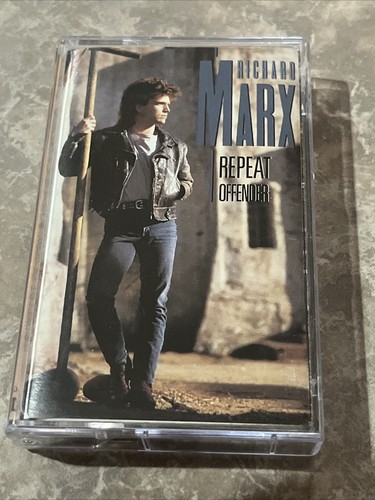 RICHARD
MARX
REPEAT
OFFENDER